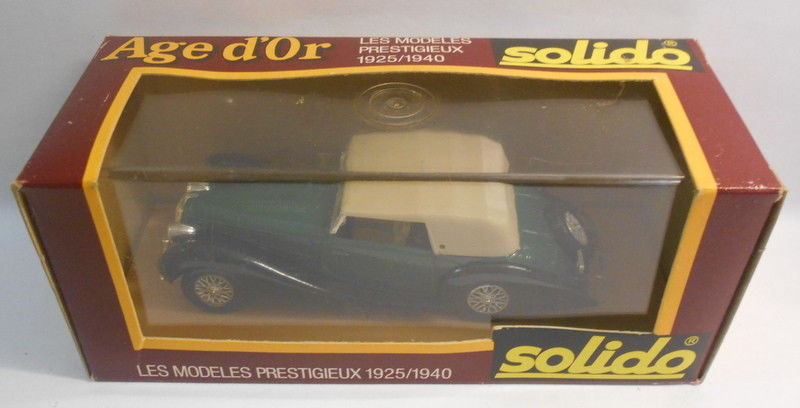 Age d'Or
LES MODELES
PRESTIGIEUX
1925/1940
solido®
solido®
LES MODELES PRESTIGIEUX 1925/1940